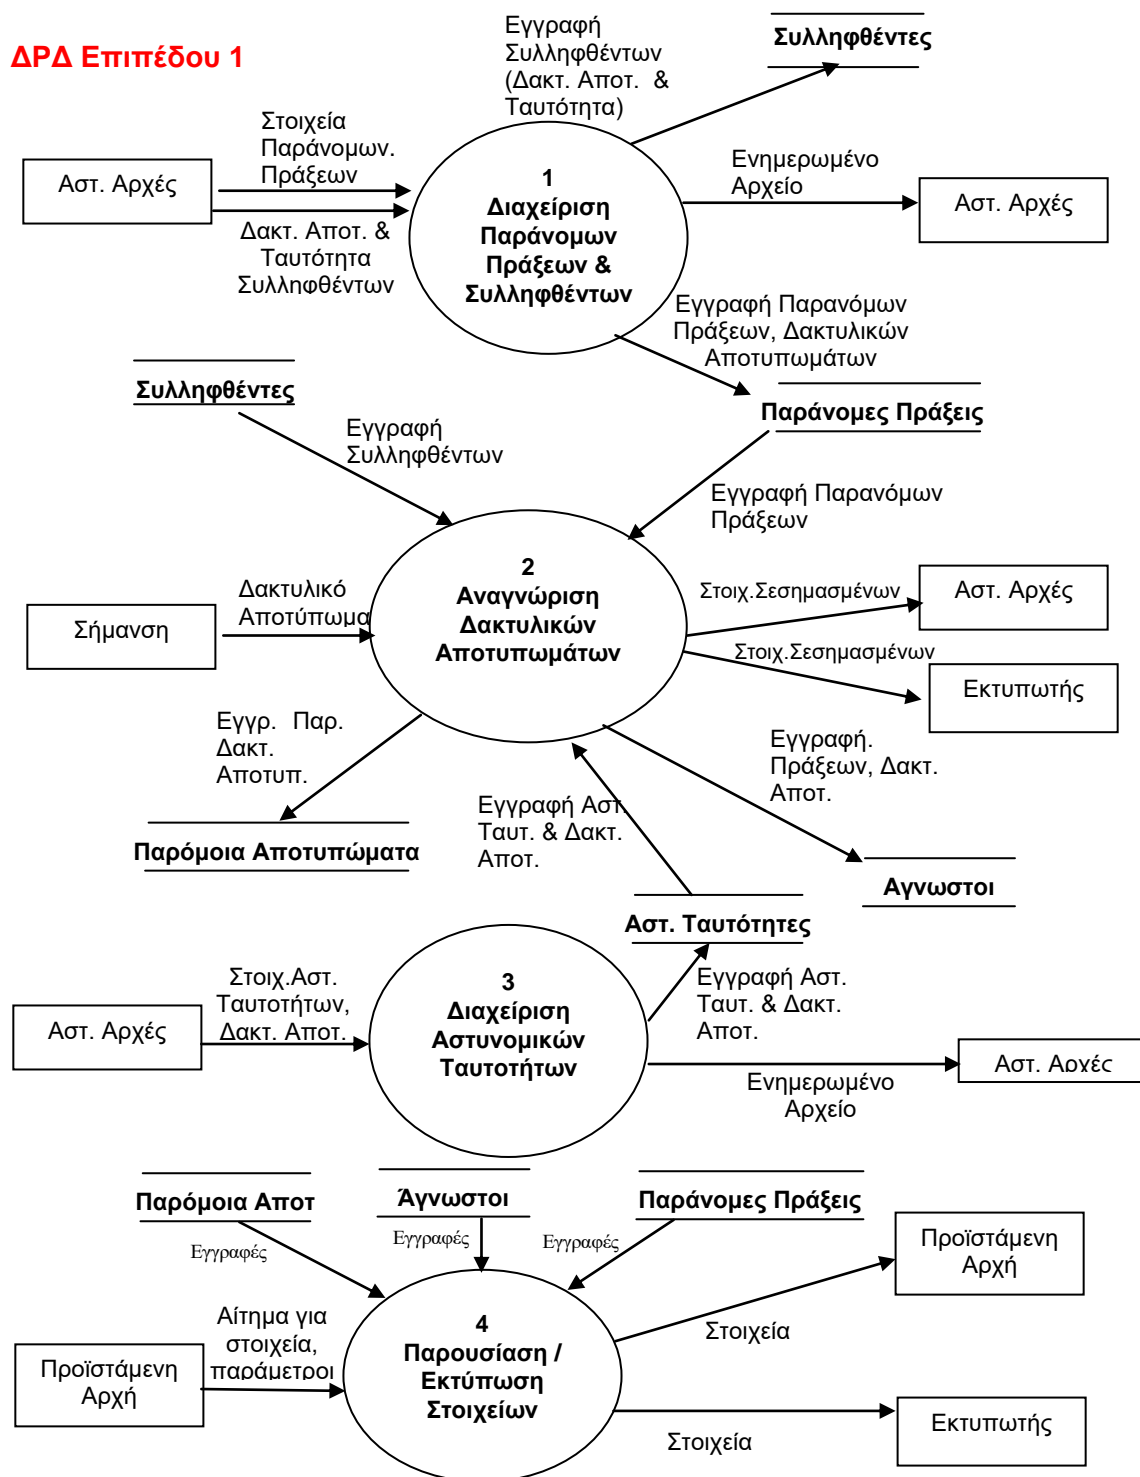 ΔΡΔ Επιπέδου 1
Εγγραφή
Συλληφθέντων
(Δακτ. Αποτ. &
Ταυτότητα)
Συλληφθέντες
Στοιχεία
Παράνομων.
Πράξεων
Αστ. Αρχές
Δακτ. Αποτ. &
Ταυτότητα
Συλληφθέντων
1
Διαχείριση
Παράνομων
Πράξεων &
Συλληφθέντων
Ενημερωμένο
Αρχείο
Αστ. Αρχές
Εγγραφή Παρανόμων
Πράξεων, Δακτυλικών
Αποτυπωμάτων
Συλληφθέντες
Παράνομες Πράξεις
Εγγραφή
Συλληφθέντων
Εγγραφή Παρανόμων
Πράξεων
Σήμανση
Δακτυλικό
Αποτύπωμα
2
Αναγνώριση
Δακτυλικών
Αποτυπωμάτων
Στοιχ.Σεσημασμένων
Αστ. Αρχές
Στοιχ.Σεσημασμένων
Εκτυπωτής
Εγγρ. Παρ.
Δακτ.
Αποτυπ.
Εγγραφή.
Πράξεων, Δακτ.
Αποτ.
Εγγραφή Αστ.
Ταυτ. & Δακτ.
Αποτ.
Παρόμοια Αποτυπώματα
Αγνωστοι
Αστ. Ταυτότητες
Στοιχ.Αστ.
Ταυτοτήτων,
Δακτ. Αποτ.
Αστ. Αρχές
3
Διαχείριση
Αστυνομικών
Ταυτοτήτων
Εγγραφή Αστ.
Ταυτ. & Δακτ.
Αποτ.
Ενημερωμένο
Αρχείο
Αστ. Αρχές
Παρόμοια Αποτ
Άγνωστοι
Παράνομες Πράξεις
Εγγραφές
Εγγραφές
Εγγραφές
Προϊστάμενη
Αρχή
Αίτημα για
στοιχεία,
παράμετροι
Προϊστάμενη
Αρχή
4
Παρουσίαση /
Εκτύπωση
Στοιχείων
Στοιχεία
Στοιχεία
Εκτυπωτής